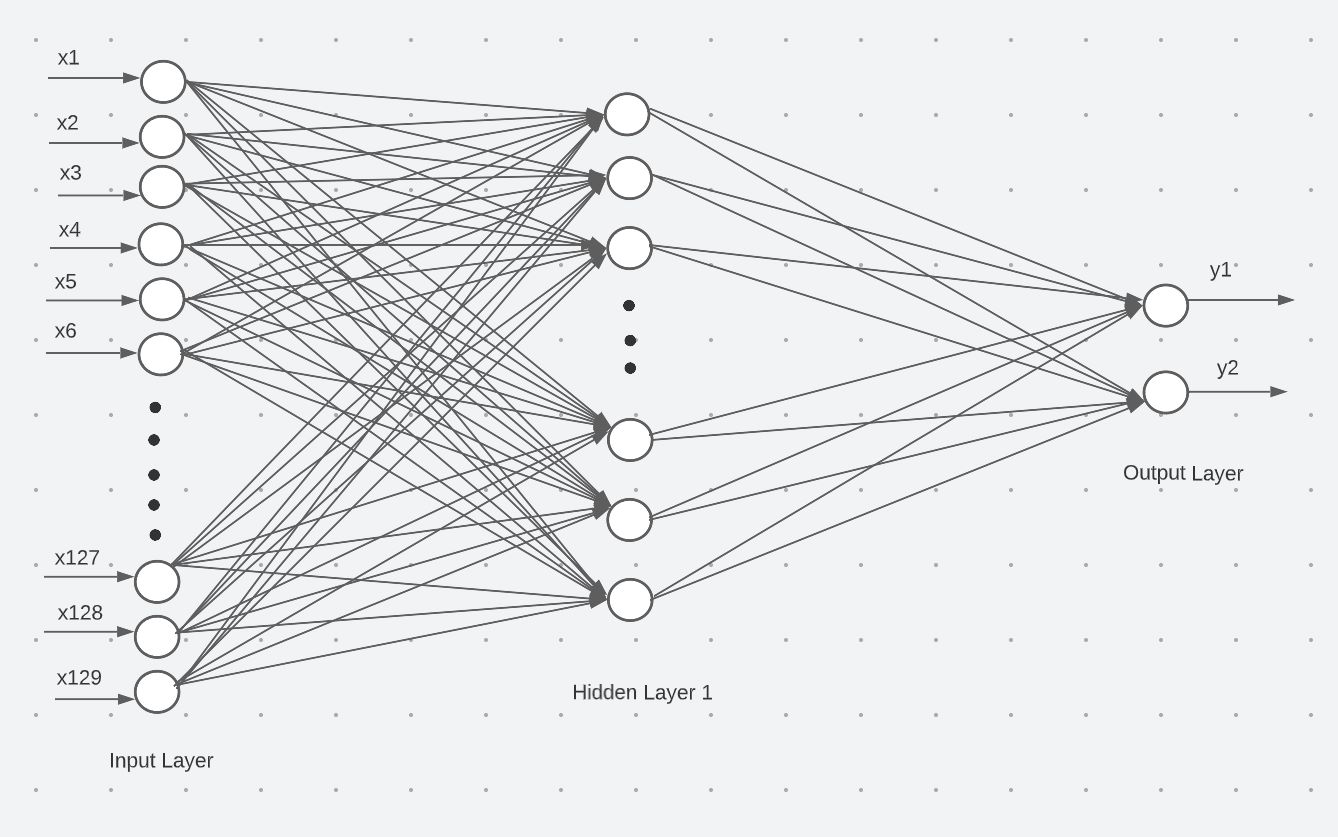 x1
x2
x3
x4
x5
x6
x127
x128
x129
Input Layer
Hidden Layer 1
y1
y2
Output Layer